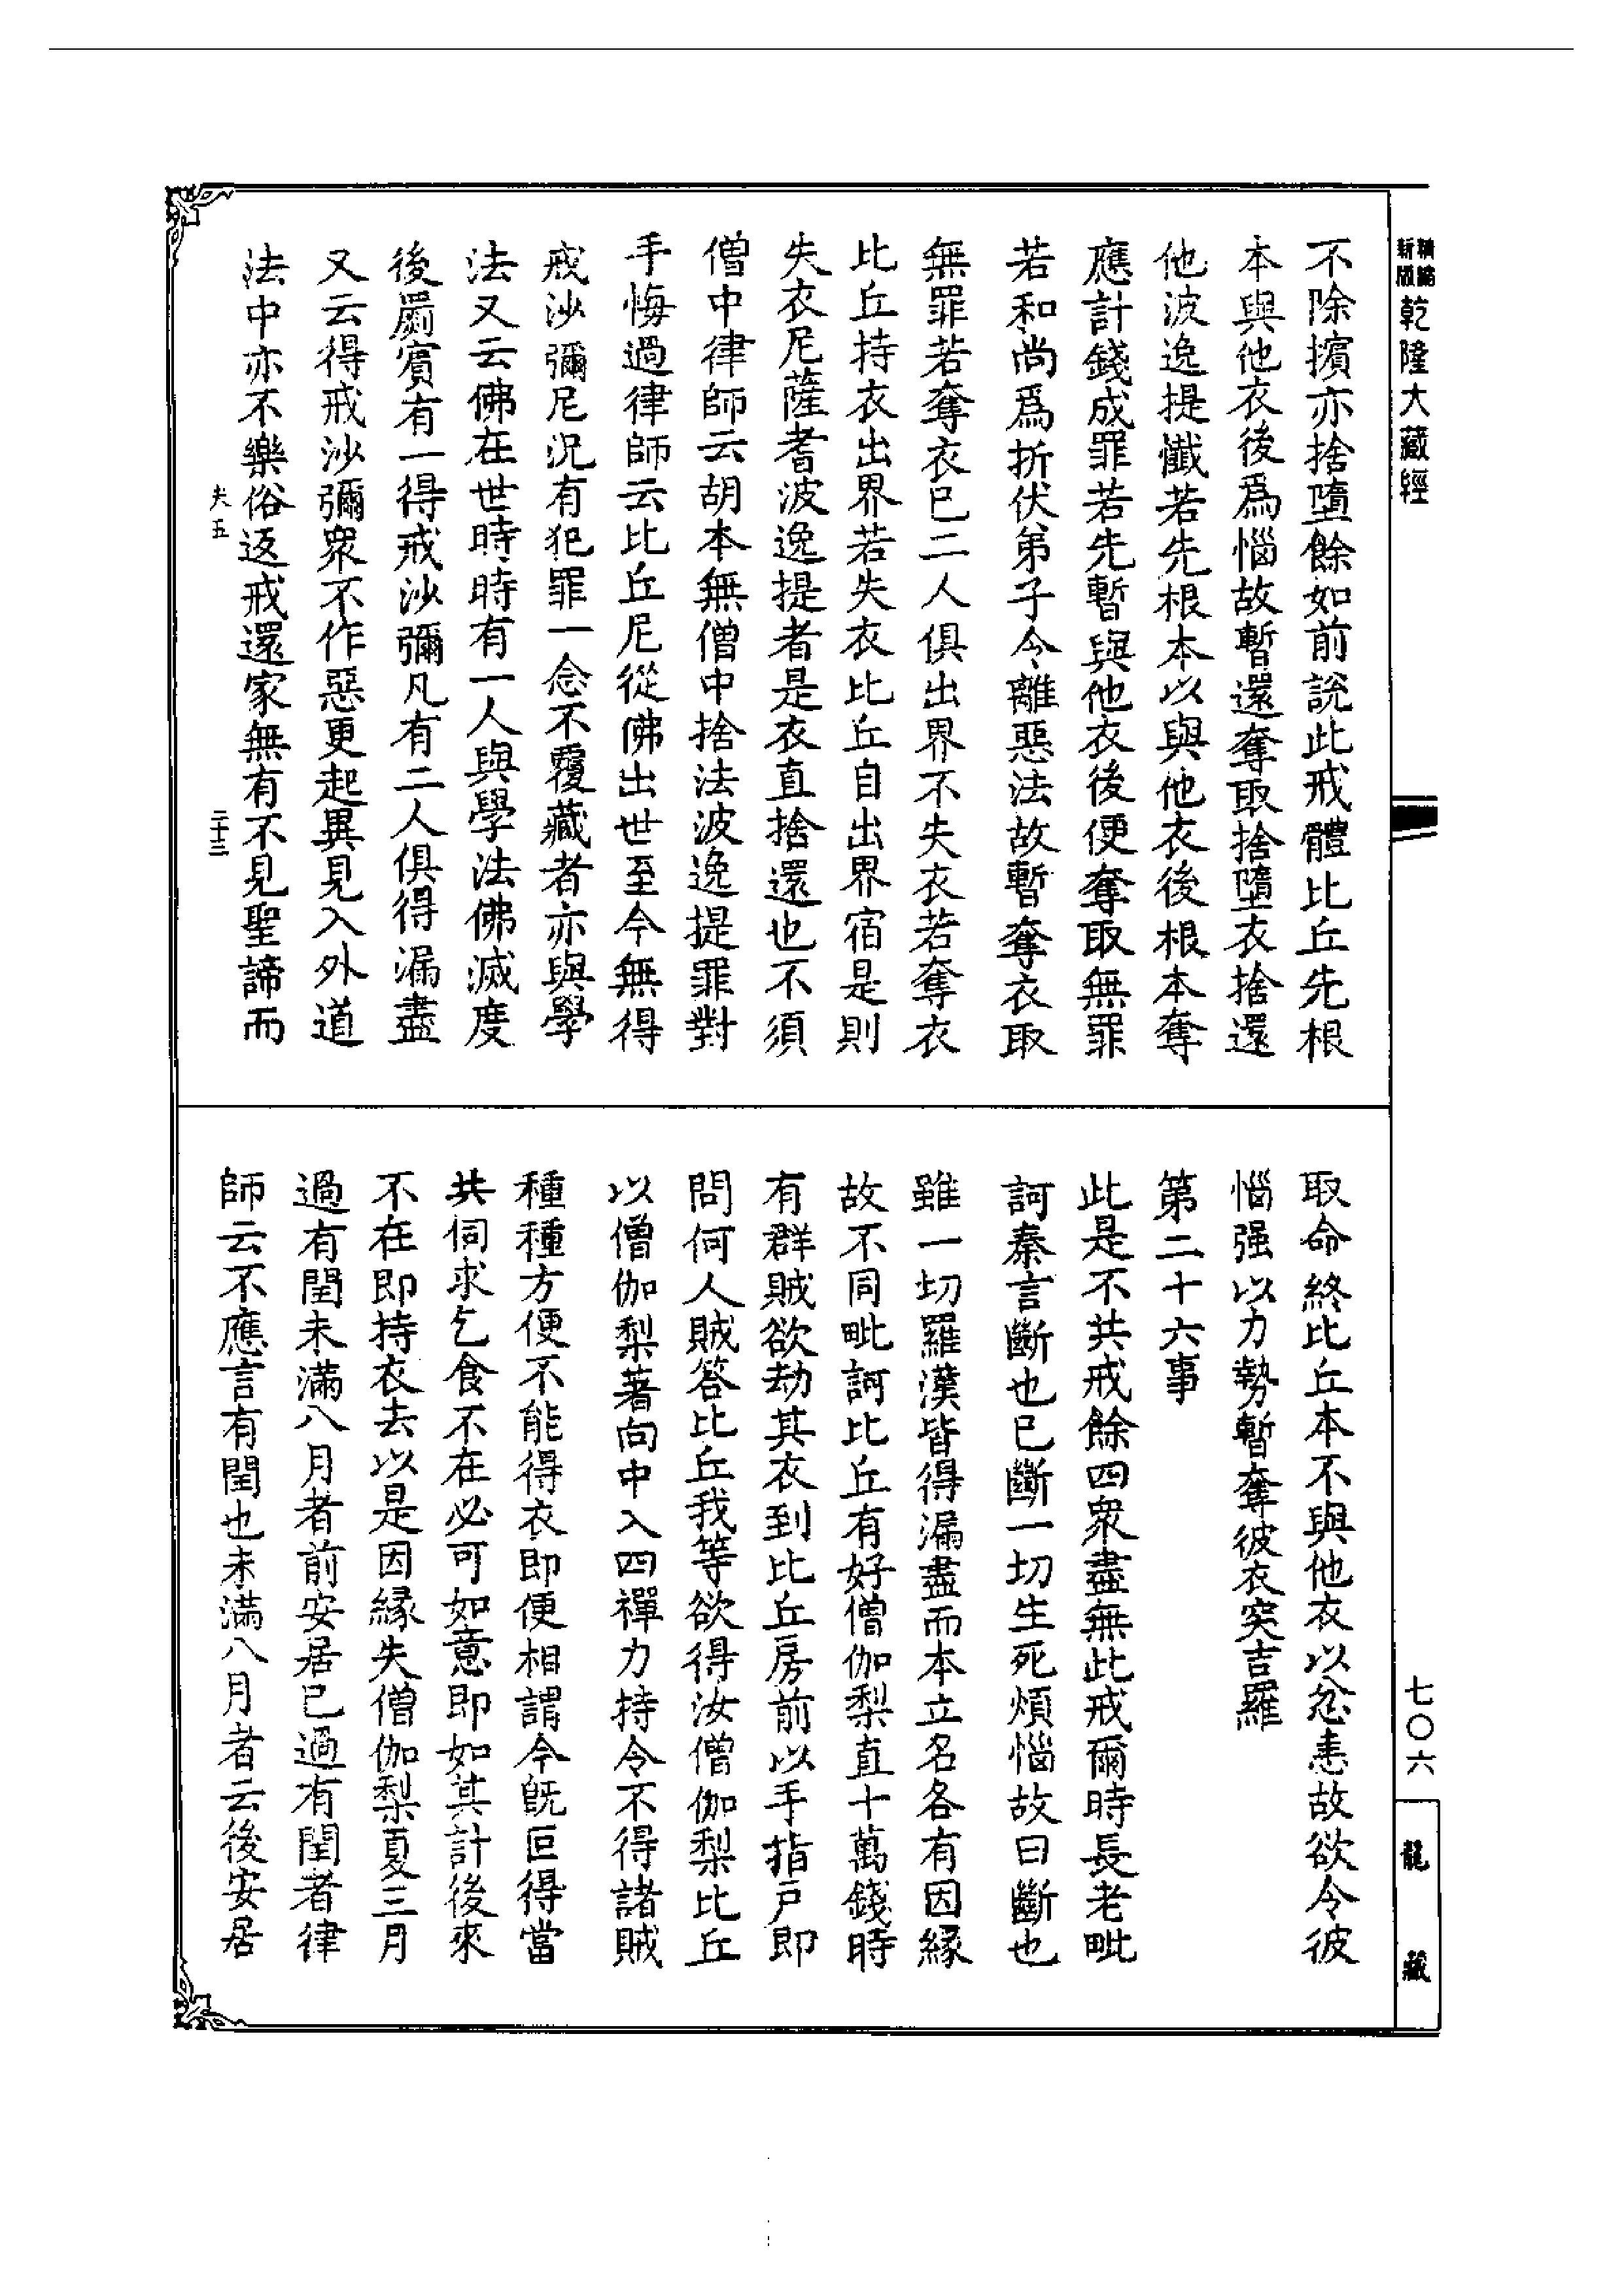 新版精縮乾隆大藏經
不除擯亦捨墮餘如前說此戒體比丘先根
本與他衣後爲惱故暫還奪取捨墮衣捨還
他波逸提懺若先根本以與他衣後根本奪
應計錢成罪若先暫與他衣後便奪取無罪
若和尚爲折伏弟子令離惡法故暫奪衣取
無罪若奪衣已二人俱出界不失衣若奪衣
比丘持衣出界若失衣比丘自出界宿是則
失衣尼薩耆波逸提者是衣直捨還也不須
僧中律師云胡本無僧中捨法波逸提罪對
手悔過律師云比丘尼從佛出世至今無得
戒沙彌尼況有犯罪一念不覆藏者亦與學
法又云佛在世時時有一人與學法佛滅度
後罽賓有一得戒沙彌凡有二人俱得漏盡
又云得戒沙彌眾不作惡更起異見入外道
法中亦不樂俗返戒還家無有不見聖諦而
夫五
二十三
取命終比丘本不與他衣以忿恚故欲令彼
惱强以力勢暫奪彼衣突吉羅
第二十六事
此是不共戒餘四眾盡無此戒爾時長老毗
訶秦言斷也已斷一切生死煩惱故曰斷也
雖一切羅漢皆得漏盡而本立名各有因緣
故不同毗訶比丘有好僧伽梨直十萬錢時
有群賊欲劫其衣到比丘房前以手指戶即
問何人賊答比丘我等欲得汝僧伽梨比丘
以僧伽梨著向中入四禪力持令不得諸賊
種種方便不能得衣即便相謂今既叵得當
共伺求乞食不在必可如意即如其計後來
不在即持衣去以是因緣失僧伽梨夏三月
過有閏未滿八月者前安居已過有閏者律
師云不應言有閏也未滿八月者云後安居
七〇六
龍藏